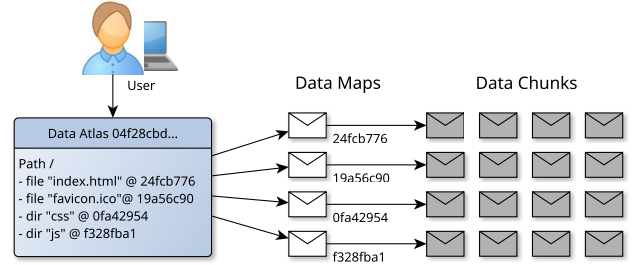 User
Data Maps
Data Chunks
Data Atlas 04f28cbd...
Path /
- file "index.html" @ 24fcb776
- file "favicon.ico"@ 19a56c90
- dir "css" @ 0fa42954
- dir "js" @ f328fba1
24fcb776
19a56c90
0fa42954
f328fba1